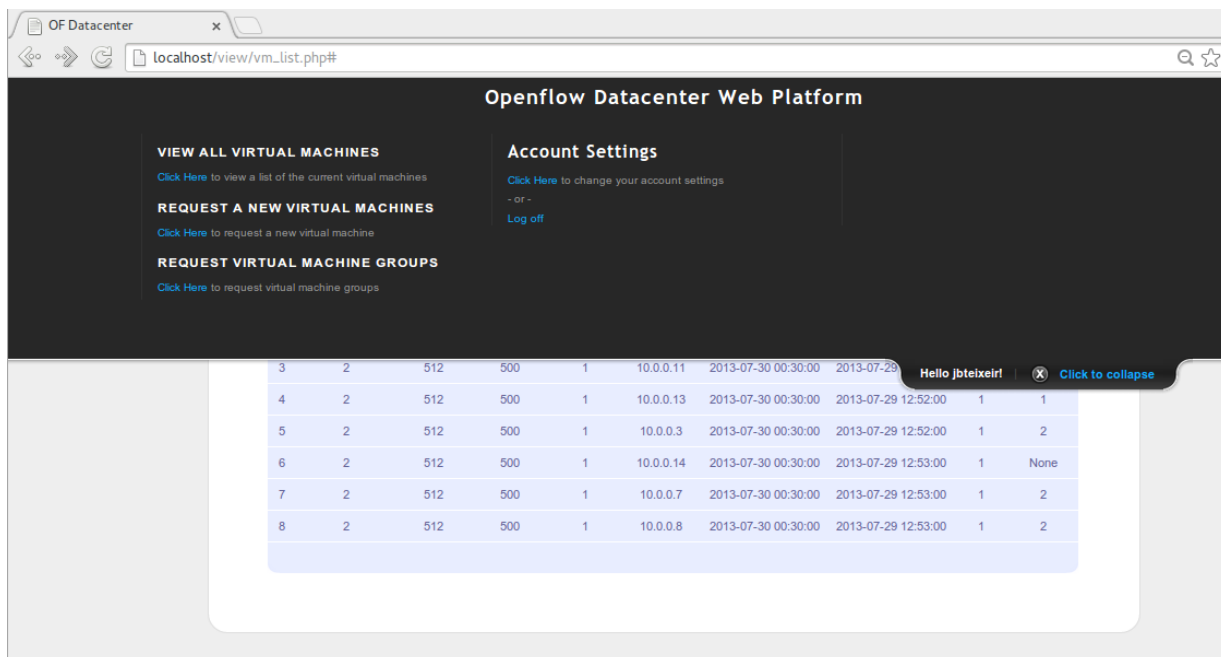 OF Datacenter
localhost/view/vm_list.php#
Openflow Datacenter Web Platform
VIEW ALL VIRTUAL MACHINES
Click Here to view a list of the current virtual machines
REQUEST A NEW VIRTUAL MACHINES
Click Here to request a new virtual machine
REQUEST VIRTUAL MACHINE GROUPS
Click Here to request virtual machine groups
Account Settings
Click Here to change your account settings
- or -
Log off
Hello jbteixeir! Click to collapse
3 2 512 500 1 10.0.0.11 2013-07-30 00:30:00 2013-07-29
4 2 512 500 1 10.0.0.13 2013-07-30 00:30:00 2013-07-29 12:52:00 1 1
5 2 512 500 1 10.0.0.3 2013-07-30 00:30:00 2013-07-29 12:52:00 1 2
6 2 512 500 1 10.0.0.14 2013-07-30 00:30:00 2013-07-29 12:53:00 1 None
7 2 512 500 1 10.0.0.7 2013-07-30 00:30:00 2013-07-29 12:53:00 1 2
8 2 512 500 1 10.0.0.8 2013-07-30 00:30:00 2013-07-29 12:53:00 1 2